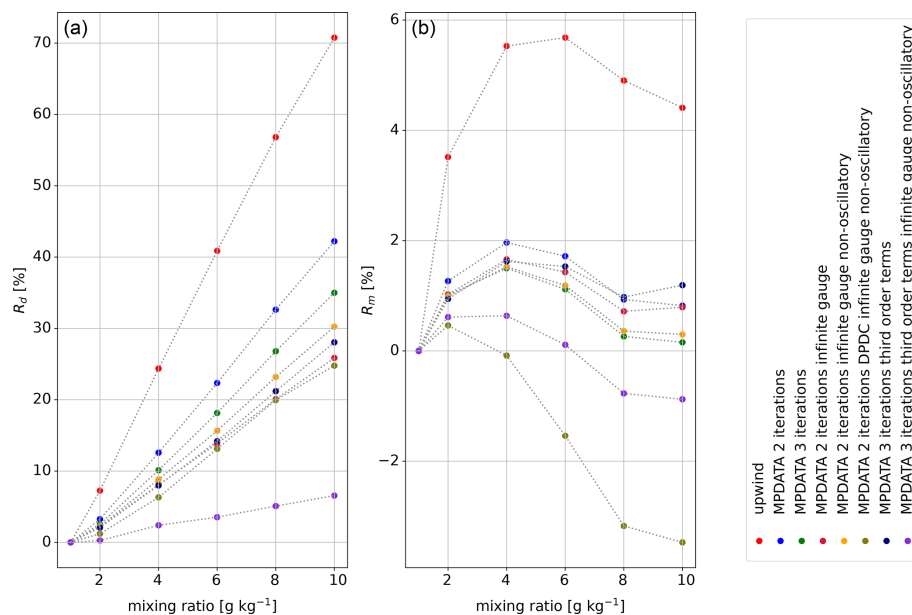 (a)
70
60
50
40
30
20
10
0
R_d [%]
2 4 6 8 10
mixing ratio [g kg⁻¹]
(b)
6
4
2
0
−2
R_m [%]
2 4 6 8 10
mixing ratio [g kg⁻¹]
upwind
MPDATA 2 iterations
MPDATA 3 iterations
MPDATA 2 iterations infinite gauge
MPDATA 2 iterations infinite gauge non-oscillatory
MPDATA 2 iterations DPDC infinite gauge non-oscillatory
MPDATA 3 iterations third order terms
MPDATA 3 iterations third order terms infinite gauge non-oscillatory